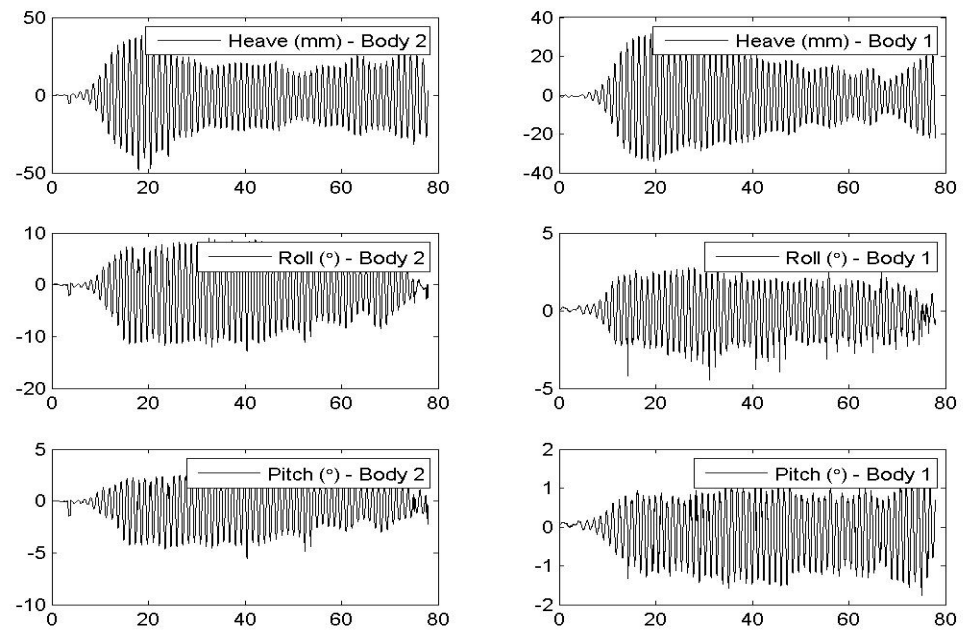 50
Heave (mm) - Body 2
0
-50
0 20 40 60 80
40
Heave (mm) - Body 1
20
0
-20
-40
0 20 40 60 80
10
Roll (°) - Body 2
0
-10
-20
0 20 40 60 80
5
Roll (°) - Body 1
0
-5
0 20 40 60 80
5
Pitch (°) - Body 2
0
-5
-10
0 20 40 60 80
2
Pitch (°) - Body 1
1
0
-1
-2
0 20 40 60 80